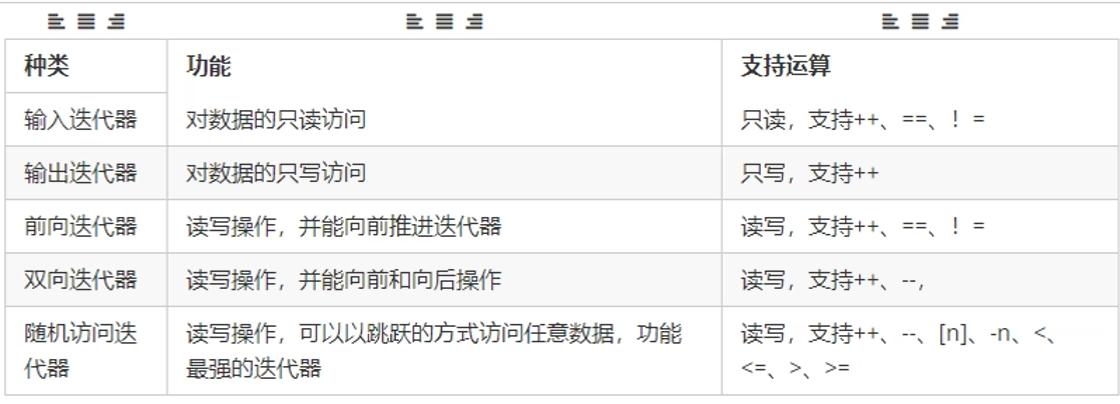 种类 功能 支持运算
输入迭代器 对数据的只读访问 只读，支持++、==、！=
输出迭代器 对数据的只写访问 只写，支持++
前向迭代器 读写操作，并能向前推进迭代器 读写，支持++、==、！=
双向迭代器 读写操作，并能向前和向后操作 读写，支持++、--，
随机访问迭 读写操作，可以以跳跃的方式访问任意数据，功能 读写，支持++、--、[n]、-n、<、
代器 最强的迭代器 <=、>、>=